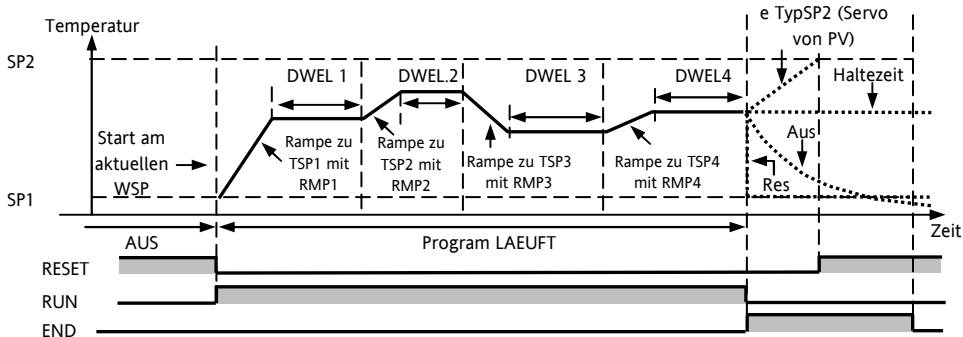 Temperatur
e TypSP2 (Servo
von PV)
SP2
DWEL 1
DWEL.2
DWEL 3
DWEL4
Haltezeit
Start am
aktuellen
WSP
Rampe zu
TSP1 mit
RMP1
Rampe zu
TSP2 mit
RMP2
Rampe zu TSP3
mit RMP3
Rampe zu TSP4
mit RMP4
Aus
Res
SP1
Zeit
AUS
Program LAEUFT
RESET
RUN
END